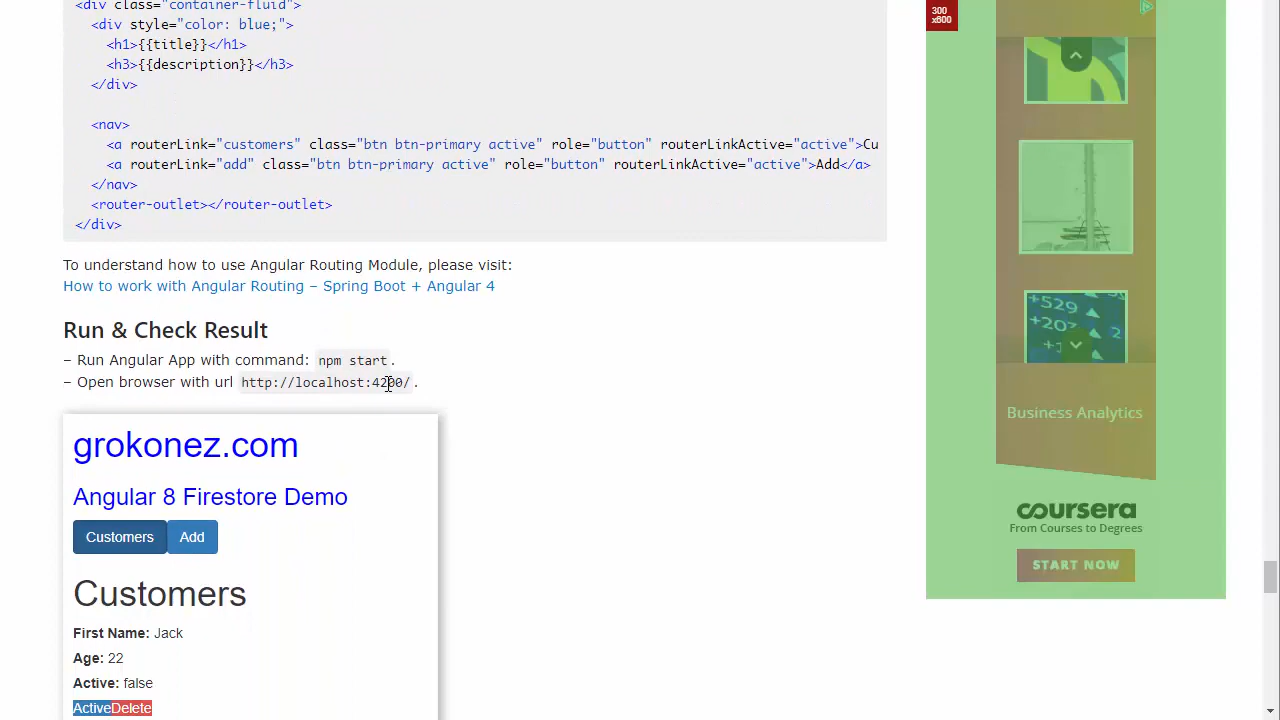 <div class="container-fluid">
<div style="color: blue;">
<h1>{{title}}</h1>
<h3>{{description}}</h3>
</div>
<nav>
<a routerLink="customers" class="btn btn-primary active" role="button" routerLinkActive="active">Cu
<a routerLink="add" class="btn btn-primary active" role="button" routerLinkActive="active">Add</a>
</nav>
<router-outlet></router-outlet>
</div>
To understand how to use Angular Routing Module, please visit:
How to work with Angular Routing – Spring Boot + Angular 4
Run & Check Result
– Run Angular App with command: npm start.
– Open browser with url http://localhost:4200/.
grokonez.com
Angular 8 Firestore Demo
Customers Add
Customers
First Name: Jack
Age: 22
Active: false
ActiveDelete
300
x600
+529
Business Analytics
coursera
From Courses to Degrees
START NOW